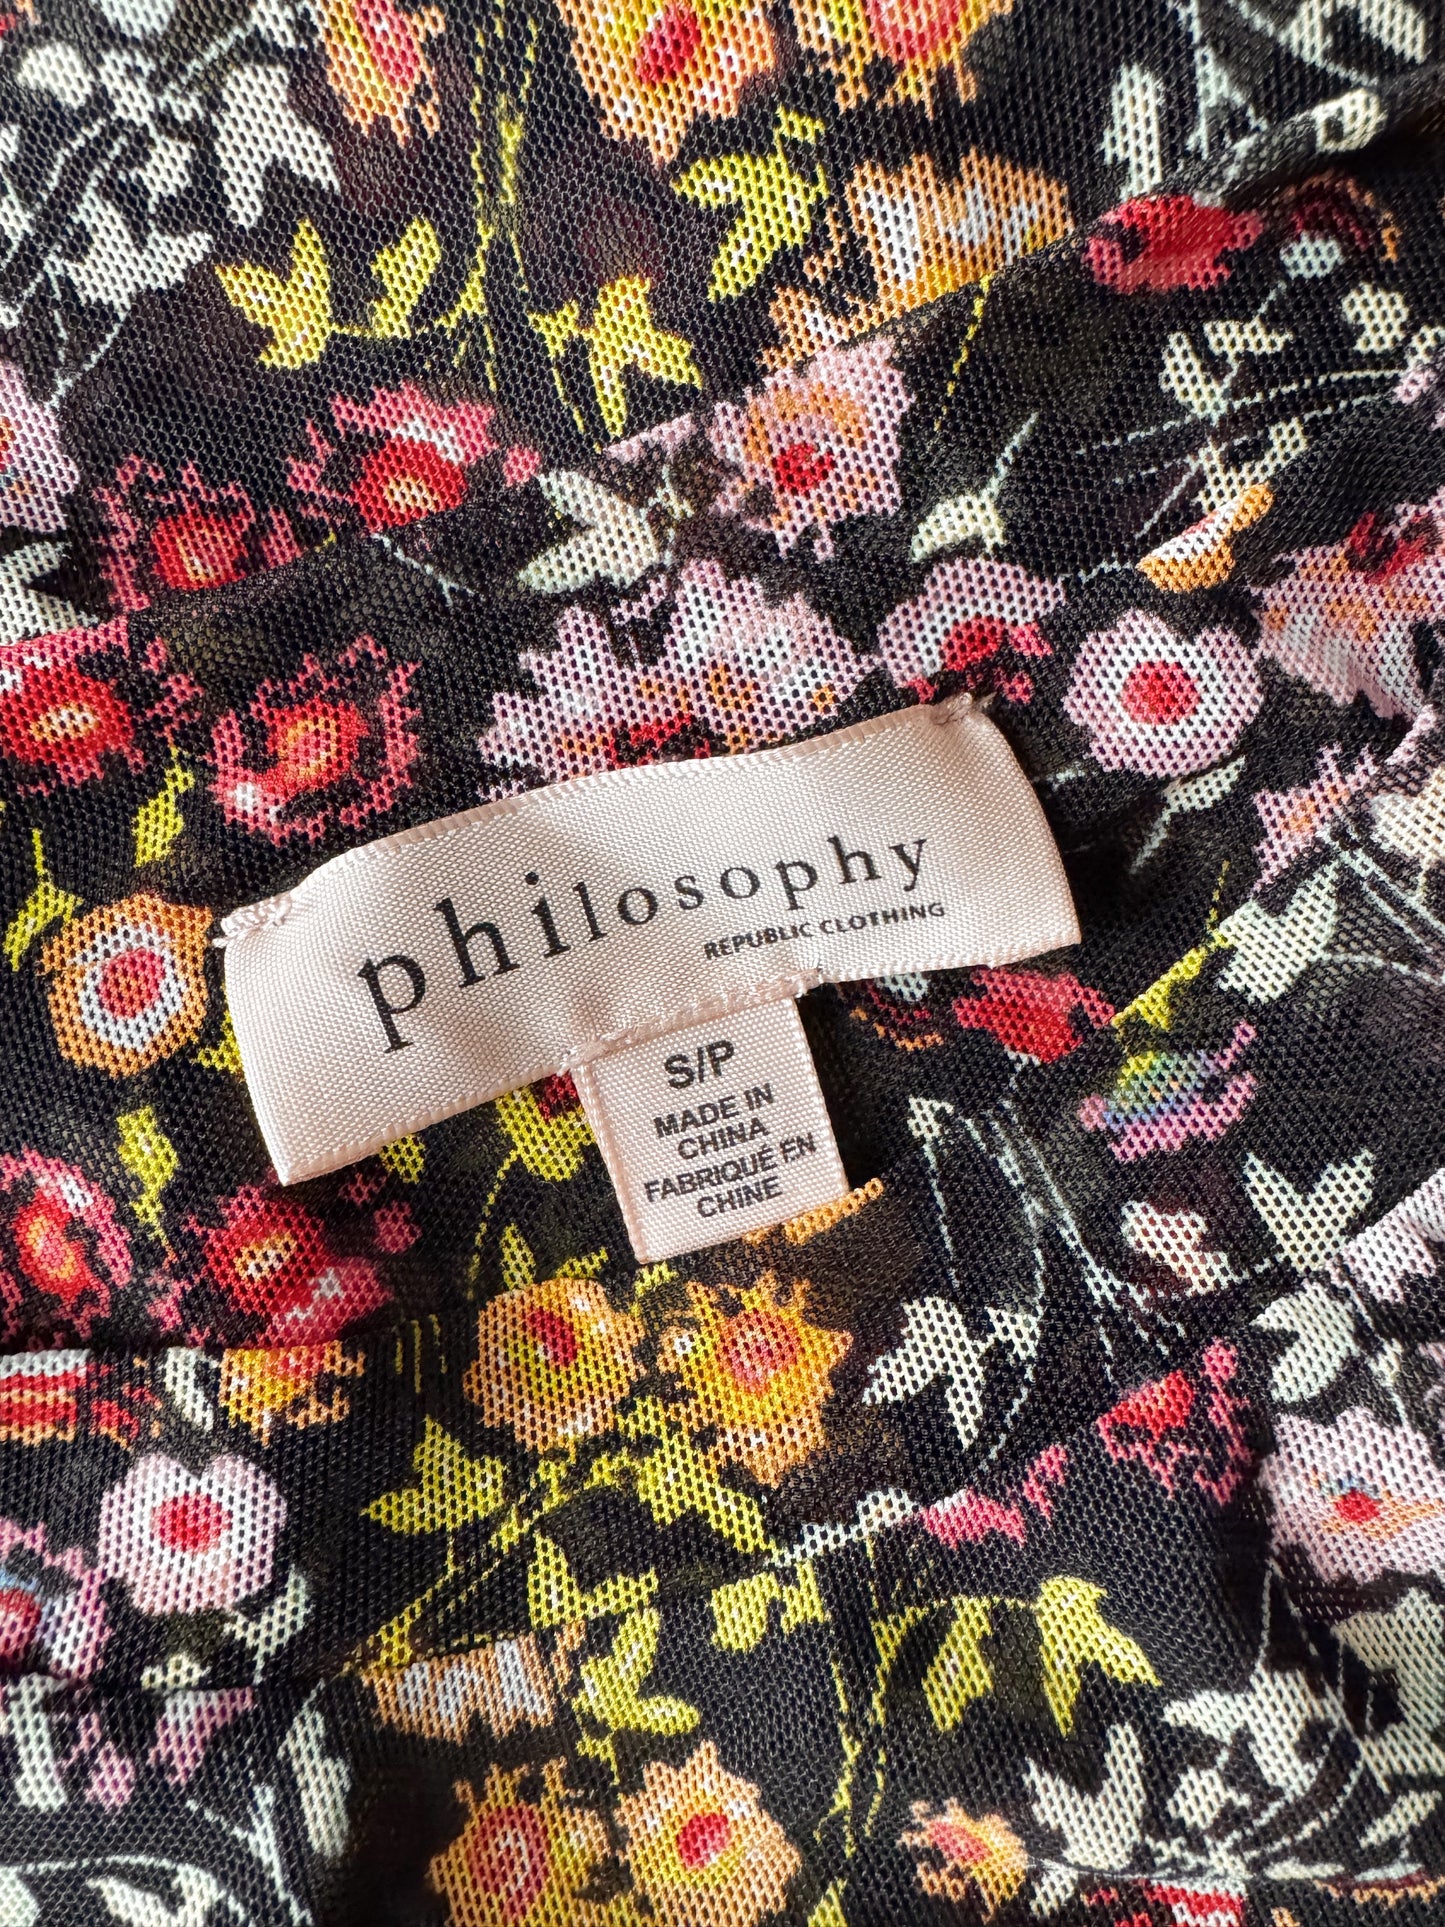 philosophy
REPUBLIC CLOTHING
S/P
MADE IN
CHINA
FABRIQUÉ EN
CHINE